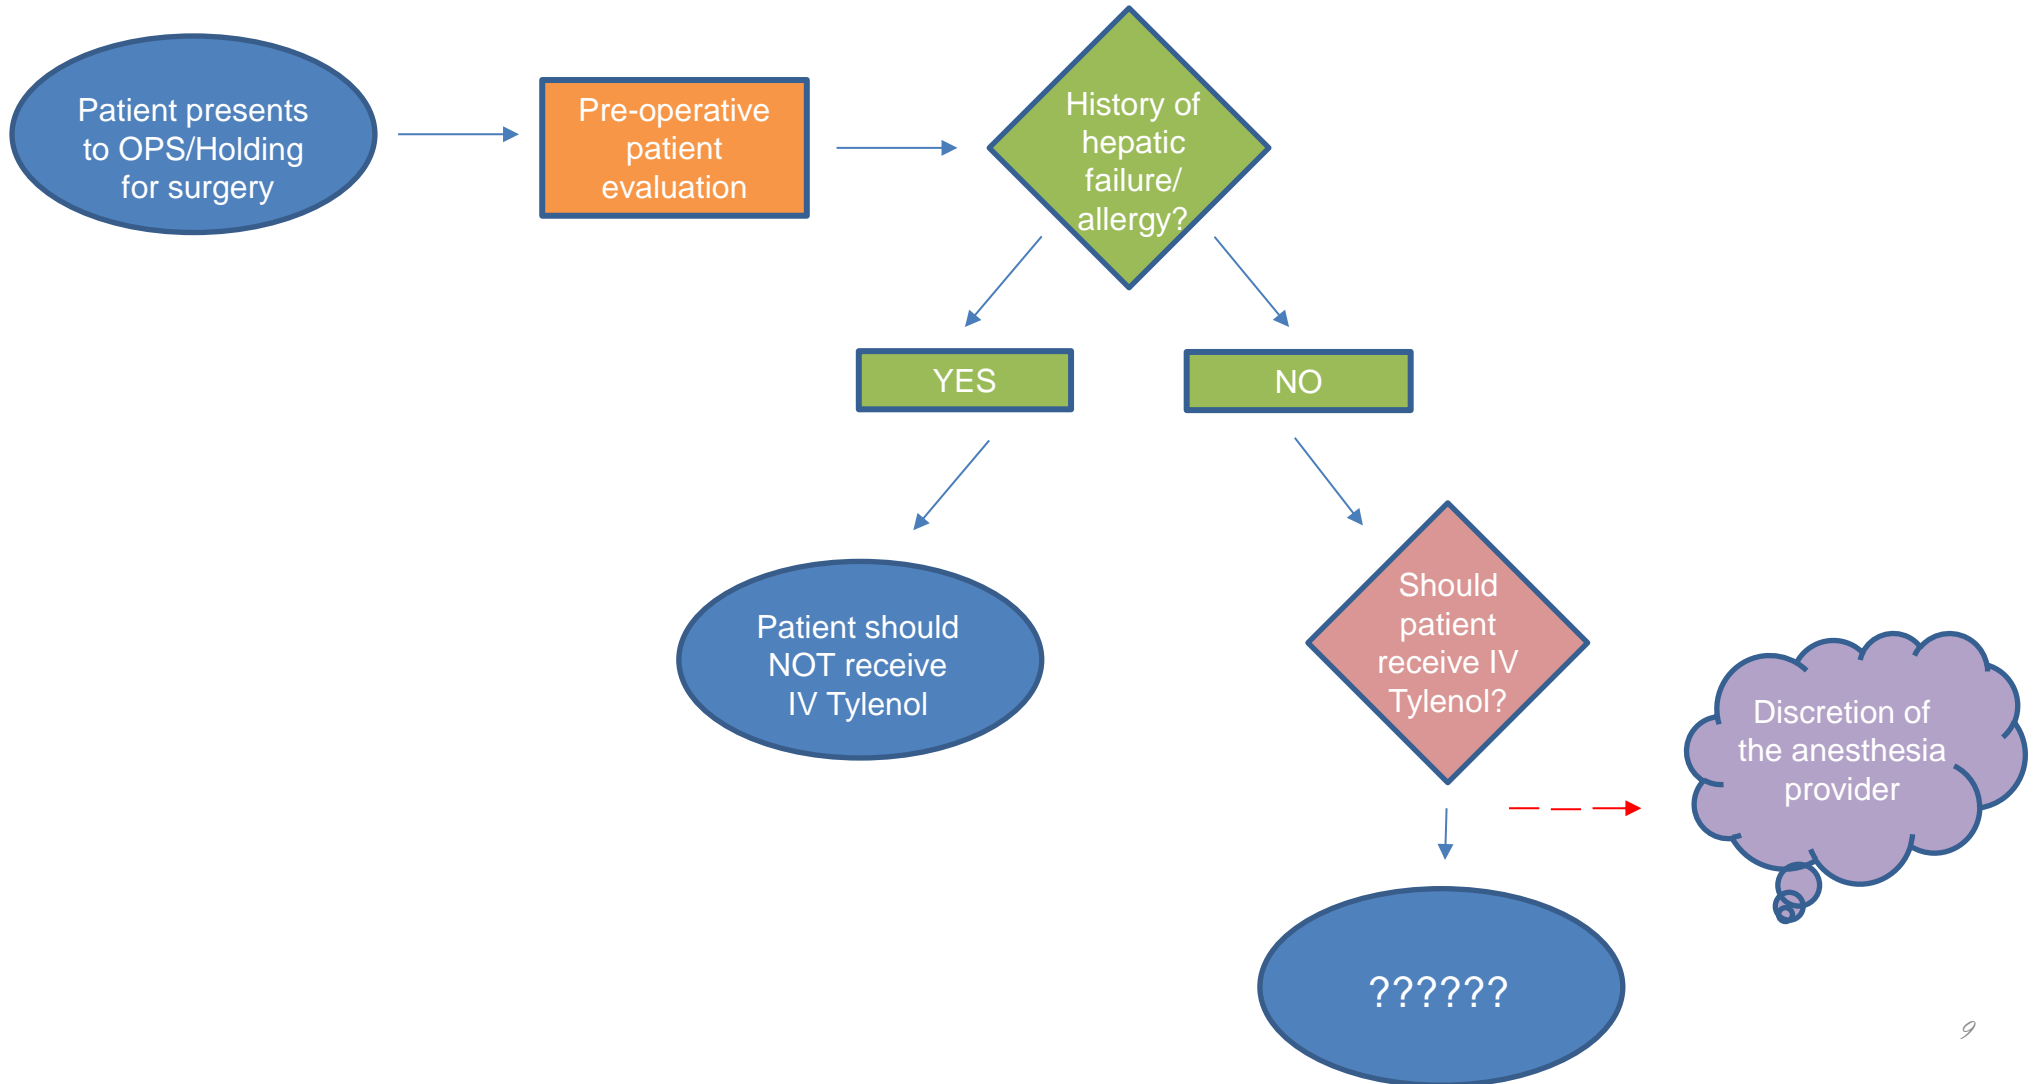 Patient presents
to OPS/Holding
for surgery
Pre-operative
patient
evaluation
History of
hepatic
failure/
allergy?
YES
NO
Patient should
NOT receive
IV Tylenol
Should
patient
receive IV
Tylenol?
Discretion of
the anesthesia
provider
??????
9